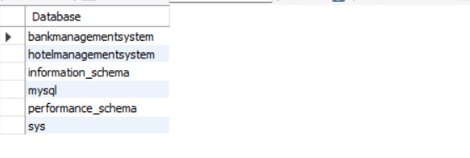 Database
bankmanagementsystem
hotelmanagementsystem
information_schema
mysql
performance_schema
sys